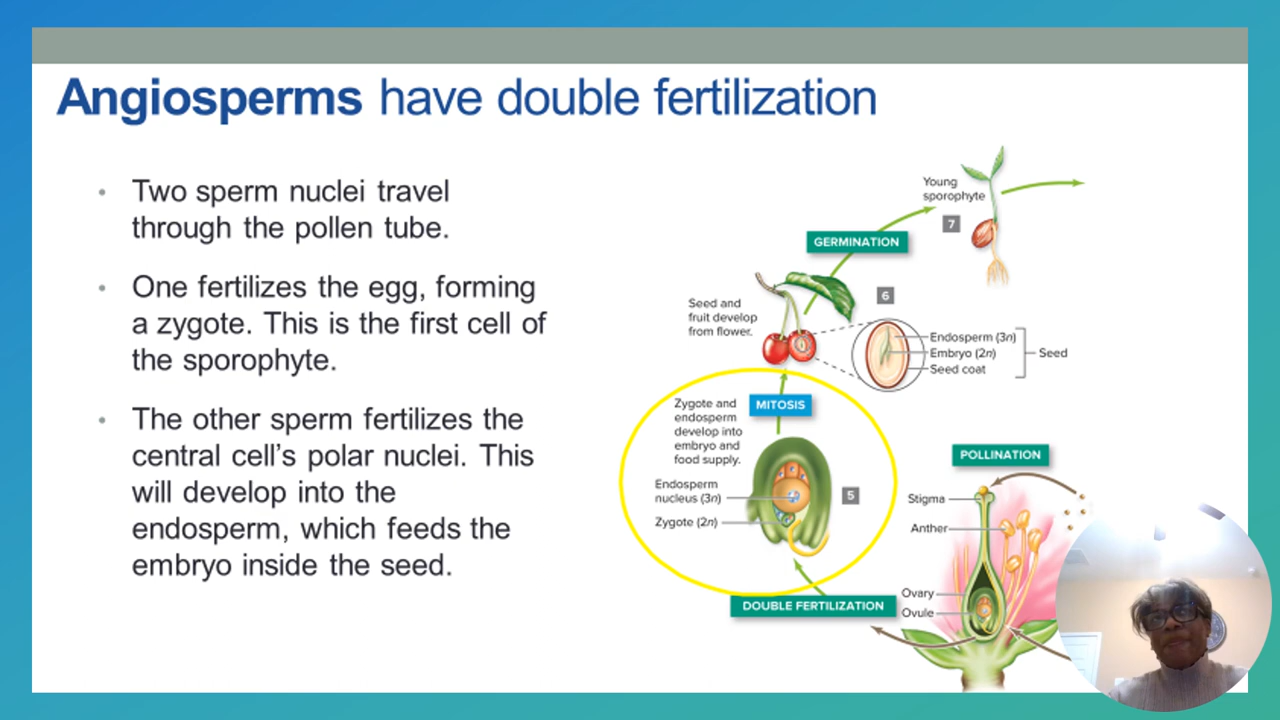 Angiosperms have double fertilization
• Two sperm nuclei travel
through the pollen tube.
• One fertilizes the egg, forming
a zygote. This is the first cell of
the sporophyte.
• The other sperm fertilizes the
central cell's polar nuclei. This
will develop into the
endosperm, which feeds the
embryo inside the seed.
Young
sporophyte
7
GERMINATION
6
Seed and
fruit develop
from flower.
Endosperm (3n)
Embryo (2n)
Seed coat
Seed
MITOSIS
Zygote and
endosperm
develop into
embryo and
food supply.
Endosperm
nucleus (3n)
Zygote (2n)
5
DOUBLE FERTILIZATION
POLLINATION
Stigma
Anther
Ovary
Ovule